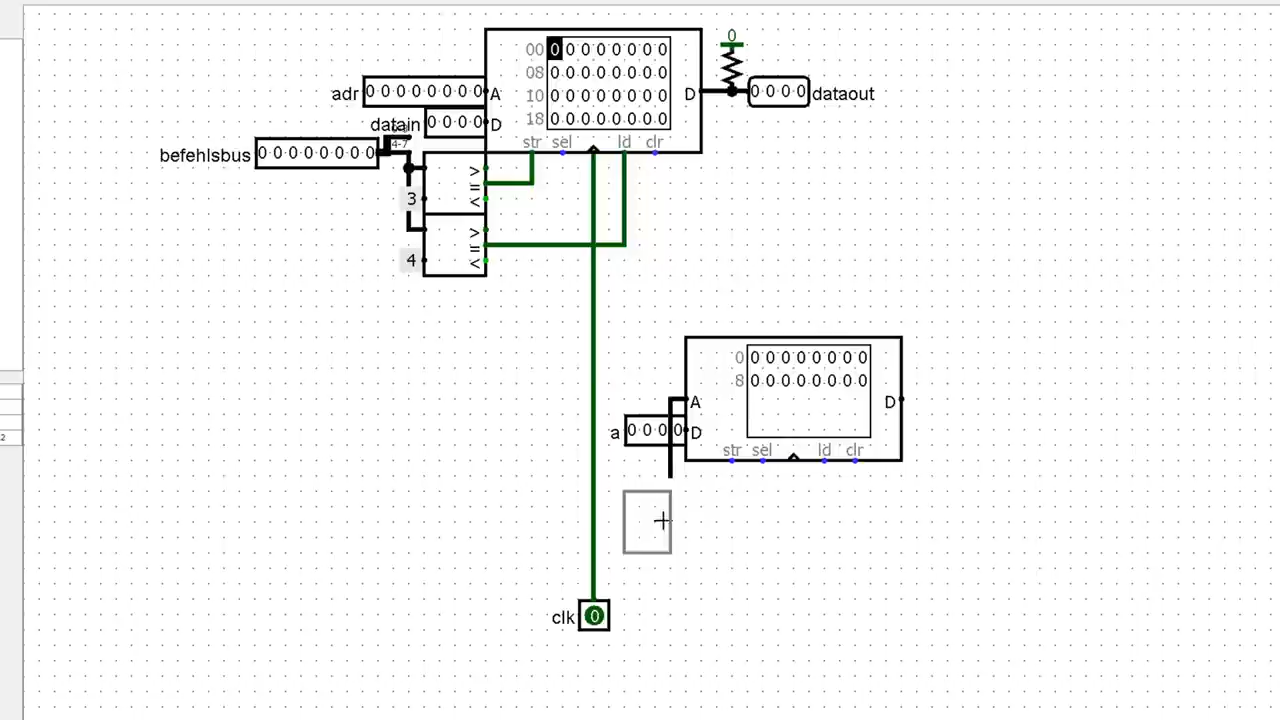 0
00 0 0 0 0 0 0 0 0
08 0 0 0 0 0 0 0 0
adr 0 0 0 0 0 0 0 0 A
10 0 0 0 0 0 0 0 0
D 0 0 0 0 dataout
datain 0 0 0 0 D
18 0 0 0 0 0 0 0 0
4-7
str sel ld clr
befehlsbus 0 0 0 0 0 0 0 0
>
=
3 <
>
=
4 <
0 0 0 0 0 0 0 0 0
8 0 0 0 0 0 0 0 0
A D
a 0 0 0 0 D
str sel ld clr
clk 0
2